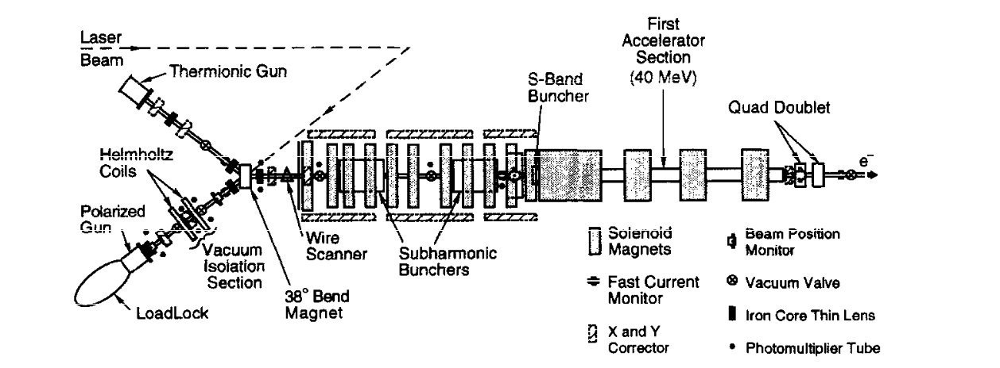 Laser
Beam
Thermionic Gun
First
Accelerator
Section
(40 MeV)
S-Band
Buncher
Quad Doublet
Helmholtz
Coils
e⁻
Polarized
Gun
Vacuum
Isolation
Section
Wire
Scanner
Subharmonic
Bunchers
38° Bend
Magnet
LoadLock
Solenoid
Magnets
Fast Current
Monitor
X and Y
Corrector
Beam Position
Monitor
Vacuum Valve
Iron Core Thin Lens
Photomultiplier Tube